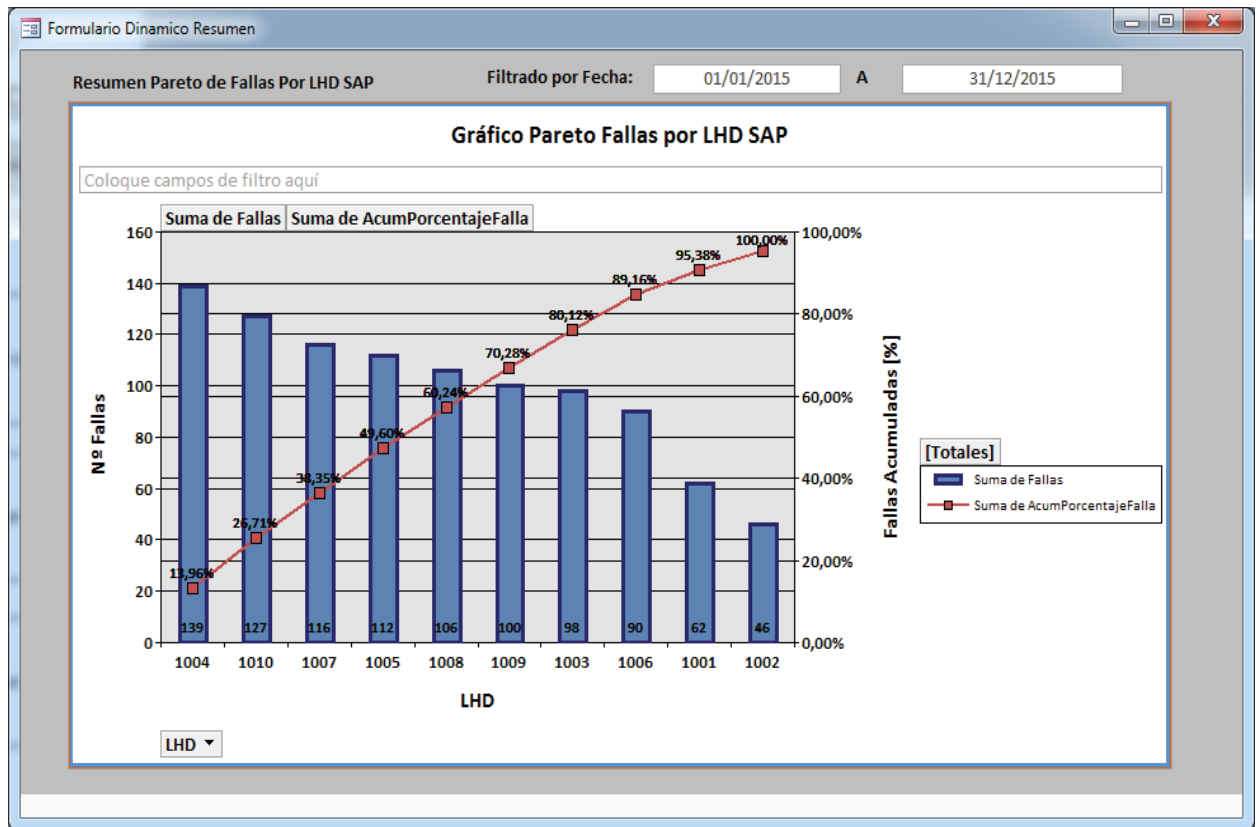 Formulario Dinamico Resumen
Resumen Pareto de Fallas Por LHD SAP
Filtrado por Fecha: 01/01/2015 A 31/12/2015
Gráfico Pareto Fallas por LHD SAP
Coloque campos de filtro aquí
Suma de Fallas Suma de AcumPorcentajeFalla
160 140 120 100 80 60 40 20 0
Nº Fallas
13,96% 26,71% 38,35% 49,60% 60,24% 70,28% 80,12% 89,16% 95,38% 100,00%
139 127 116 112 106 100 98 90 62 46
1004 1010 1007 1005 1008 1009 1003 1006 1001 1002
LHD
100,00% 80,00% 60,00% 40,00% 20,00% 0,00%
Fallas Acumuladas [%]
[Totales]
Suma de Fallas
Suma de AcumPorcentajeFalla
LHD